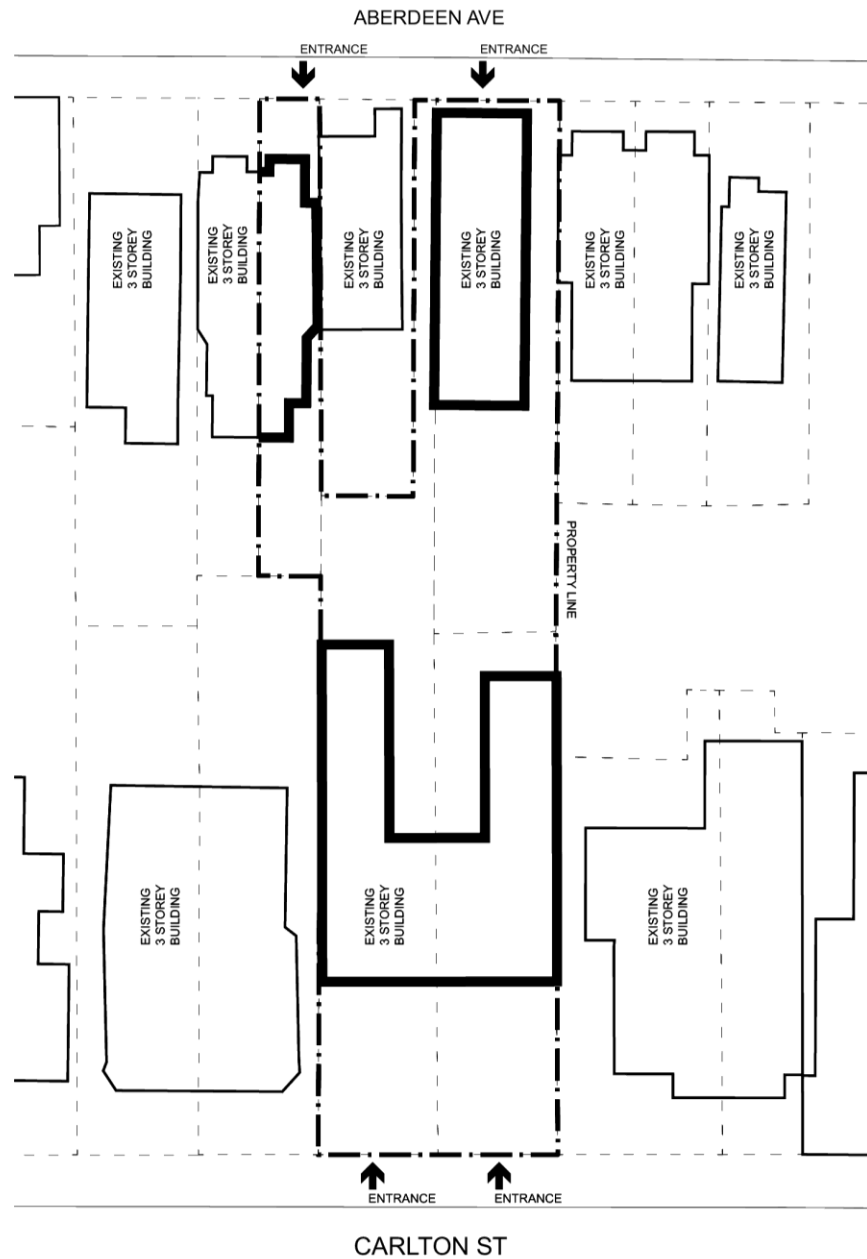 ABERDEEN AVE
ENTRANCE
ENTRANCE
EXISTING
3 STOREY
BUILDING
EXISTING
3 STOREY
BUILDING
EXISTING
3 STOREY
BUILDING
EXISTING
3 STOREY
BUILDING
EXISTING
3 STOREY
BUILDING
EXISTING
3 STOREY
BUILDING
PROPERTY LINE
EXISTING
3 STOREY
BUILDING
EXISTING
3 STOREY
BUILDING
EXISTING
3 STOREY
BUILDING
ENTRANCE
ENTRANCE
CARLTON ST